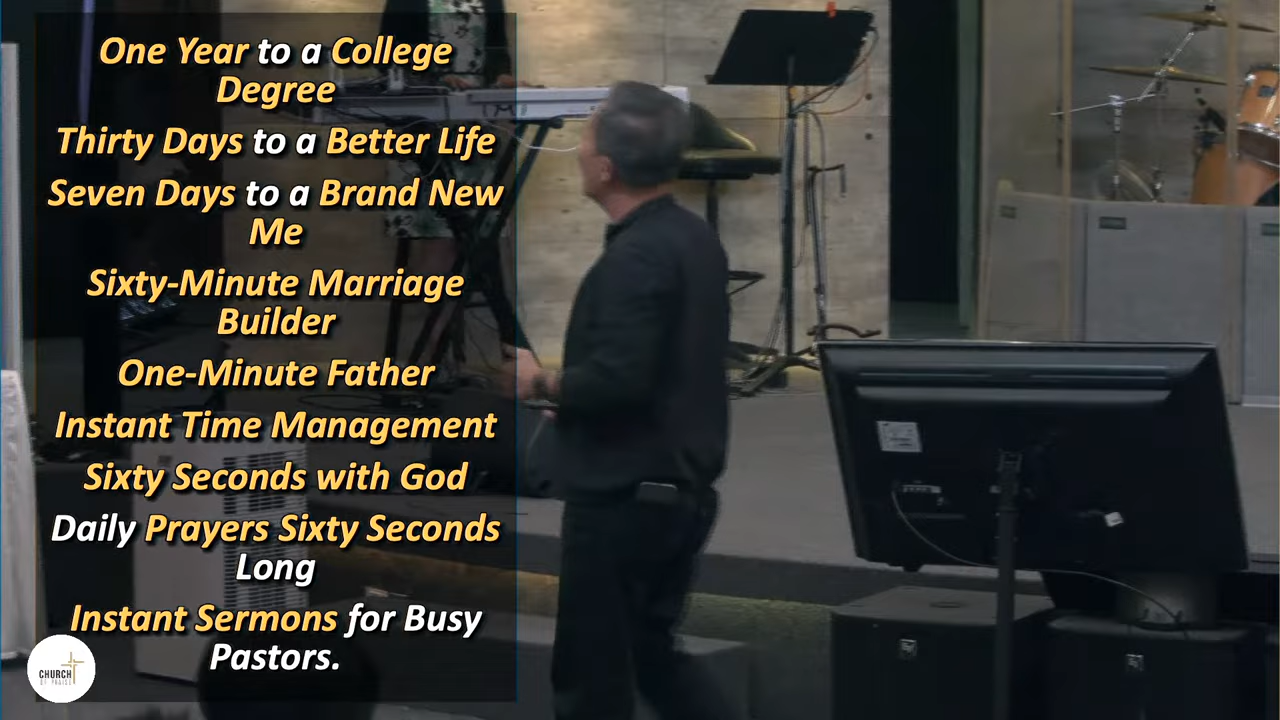 One Year to a College
Degree
Thirty Days to a Better Life
Seven Days to a Brand New
Me
Sixty-Minute Marriage
Builder
One-Minute Father
Instant Time Management
Sixty Seconds with God
Daily Prayers Sixty Seconds
Long
Instant Sermons for Busy
Pastors.
CHURCH
OF PRAISE